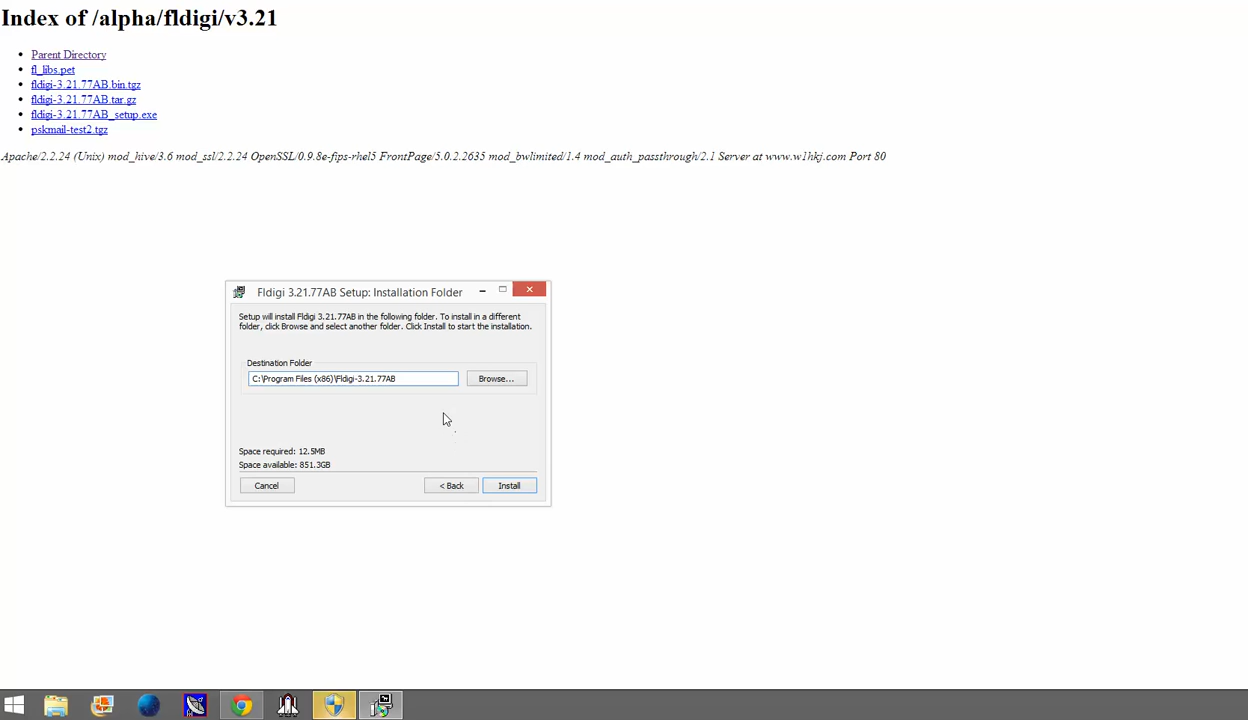 Index of /alpha/fldigi/v3.21
Parent Directory
fl_libs.pet
fldigi-3.21.77AB.bin.tgz
fldigi-3.21.77AB.tar.gz
fldigi-3.21.77AB_setup.exe
pskmail-test2.tgz
Apache/2.2.24 (Unix) mod_hive/3.6 mod_ssl/2.2.24 OpenSSL/0.9.8e-fips-rhel5 FrontPage/5.0.2.2635 mod_bwlimited/1.4 mod_auth_passthrough/2.1 Server at www.w1hkj.com Port 80
Fldigi 3.21.77AB Setup: Installation Folder
Setup will install Fldigi 3.21.77AB in the following folder. To install in a different
folder, click Browse and select another folder. Click Install to start the installation.
Destination Folder
C:\Program Files (x86)\Fldigi-3.21.77AB
Browse...
Space required: 12.5MB
Space available: 851.3GB
Cancel
< Back
Install